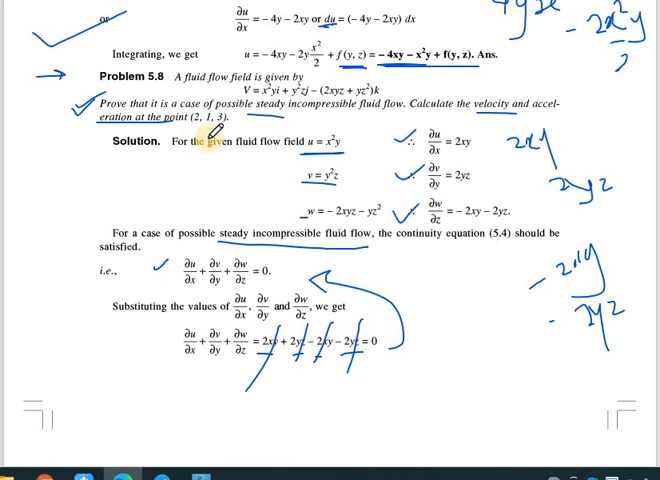 or
∂u/∂x = – 4y – 2xy or du = (– 4y – 2xy) dx
Integrating, we get u = – 4xy – 2y x²/2 + f (y, z) = – 4xy – x²y + f(y, z). Ans.
Problem 5.8 A fluid flow field is given by
V = x²yi + y²zj – (2xyz + yz²)k
Prove that it is a case of possible steady incompressible fluid flow. Calculate the velocity and accel-
eration at the point (2, 1, 3).
Solution. For the given fluid flow field u = x²y ∴ ∂u/∂x = 2xy
v = y²z ∴ ∂v/∂y = 2yz
w = – 2xyz – yz² ∴ ∂w/∂z = – 2xy – 2yz.
For a case of possible steady incompressible fluid flow, the continuity equation (5.4) should be
satisfied.
i.e., ∂u/∂x + ∂v/∂y + ∂w/∂z = 0.
Substituting the values of ∂u/∂x, ∂v/∂y and ∂w/∂z, we get
∂u/∂x + ∂v/∂y + ∂w/∂z = 2xy + 2yz – 2xy – 2yz = 0
– 2x²y
2
2xy
2yz
– 2xy
– 2yz